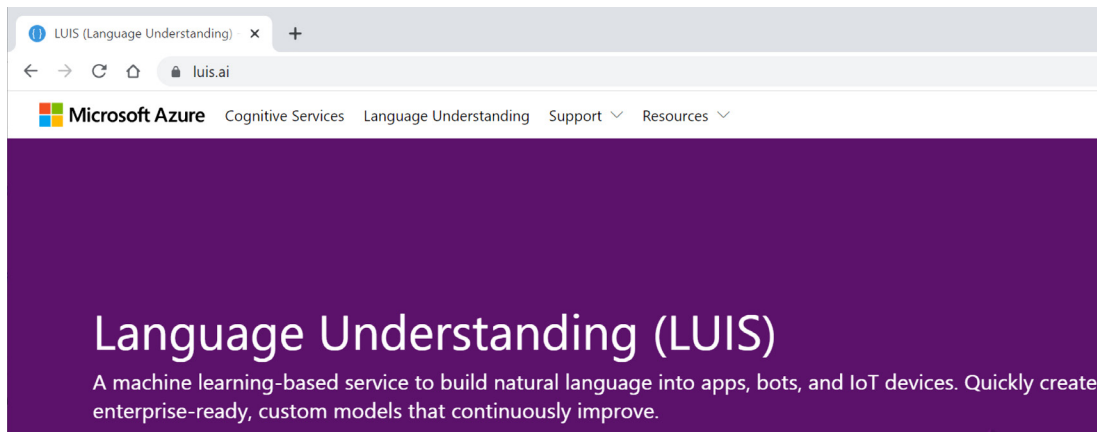 LUIS (Language Understanding)
luis.ai
Microsoft Azure Cognitive Services Language Understanding Support Resources
Language Understanding (LUIS)
A machine learning-based service to build natural language into apps, bots, and IoT devices. Quickly create
enterprise-ready, custom models that continuously improve.